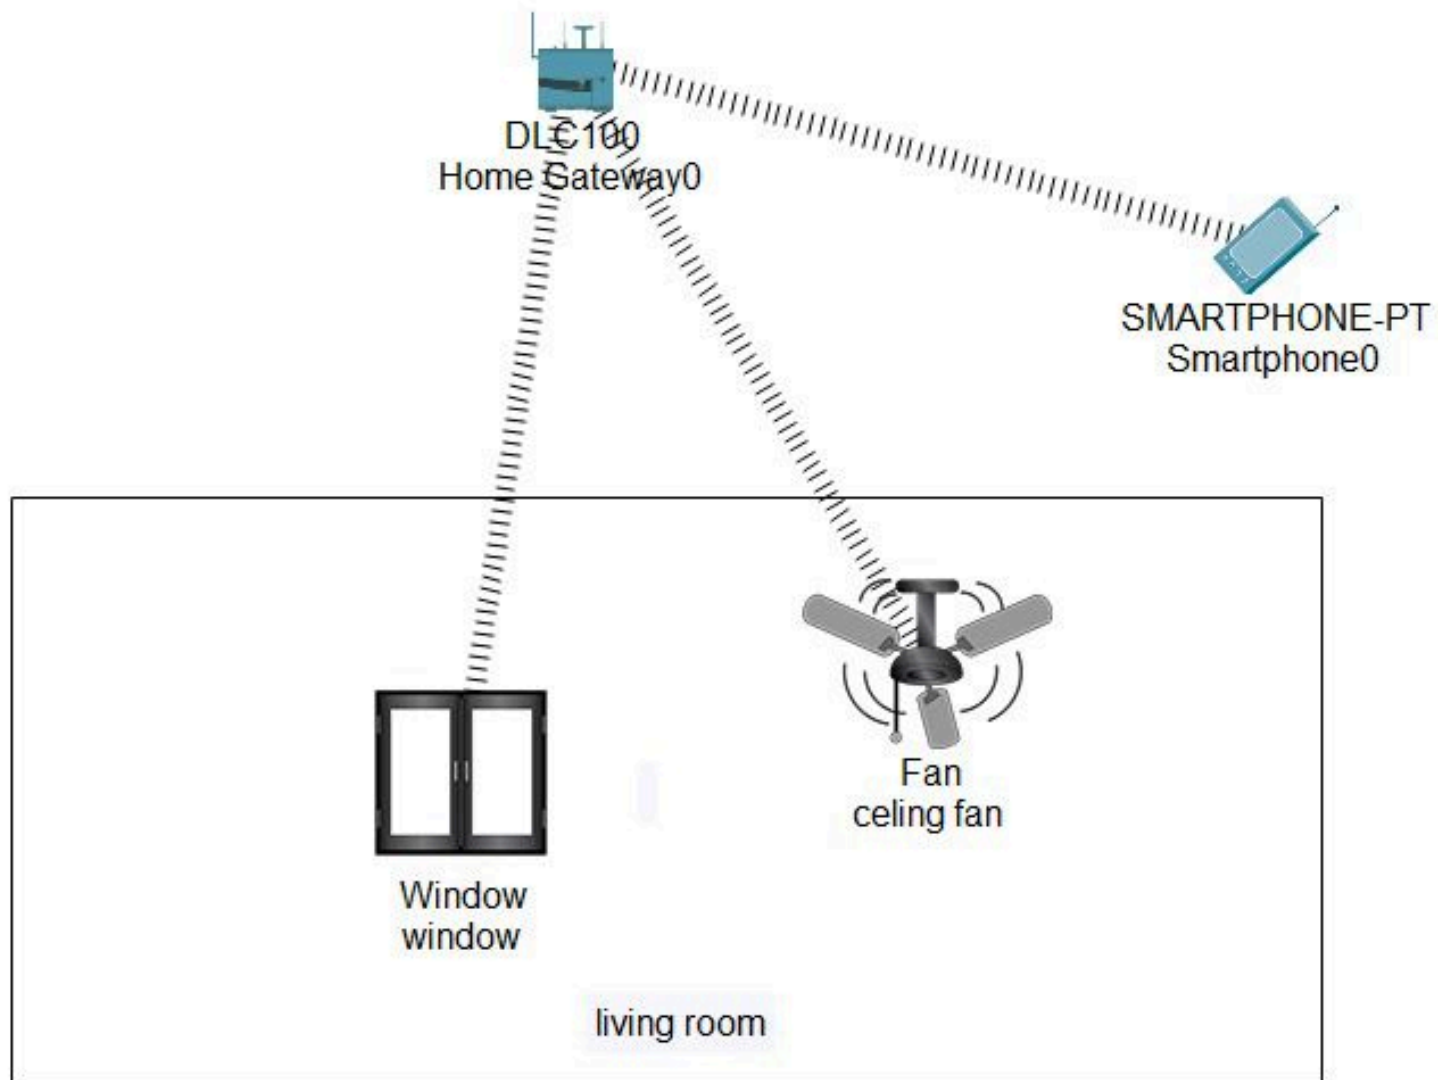 DLC100
Home Gateway0
SMARTPHONE-PT
Smartphone0
Fan
celing fan
Window
window
living room